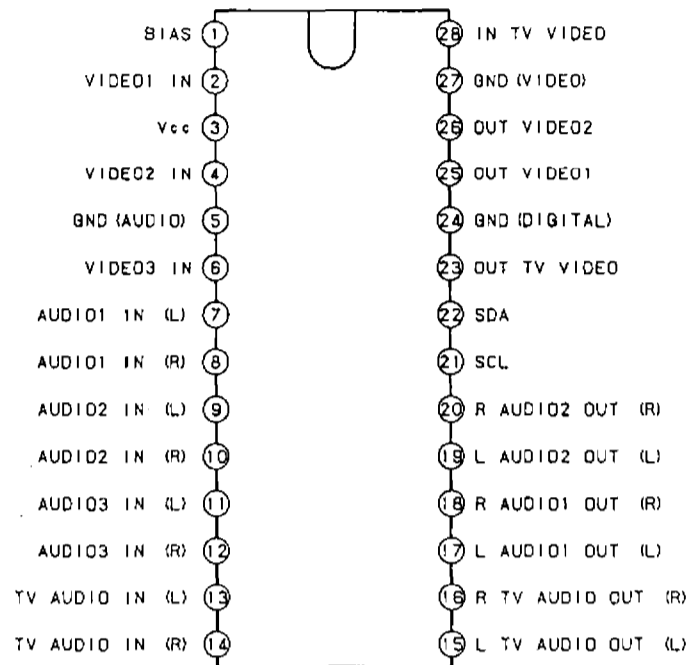 BIAS 1 28 IN TV VIDEO
VIDEO1 IN 2 27 GND (VIDEO)
Vcc 3 26 OUT VIDEO2
VIDEO2 IN 4 25 OUT VIDEO1
GND (AUDIO) 5 24 GND (DIGITAL)
VIDEO3 IN 6 23 OUT TV VIDEO
AUDIO1 IN (L) 7 22 SDA
AUDIO1 IN (R) 8 21 SCL
AUDIO2 IN (L) 9 20 R AUDIO2 OUT (R)
AUDIO2 IN (R) 10 19 L AUDIO2 OUT (L)
AUDIO3 IN (L) 11 18 R AUDIO1 OUT (R)
AUDIO3 IN (R) 12 17 L AUDIO1 OUT (L)
TV AUDIO IN (L) 13 16 R TV AUDIO OUT (R)
TV AUDIO IN (R) 14 15 L TV AUDIO OUT (L)